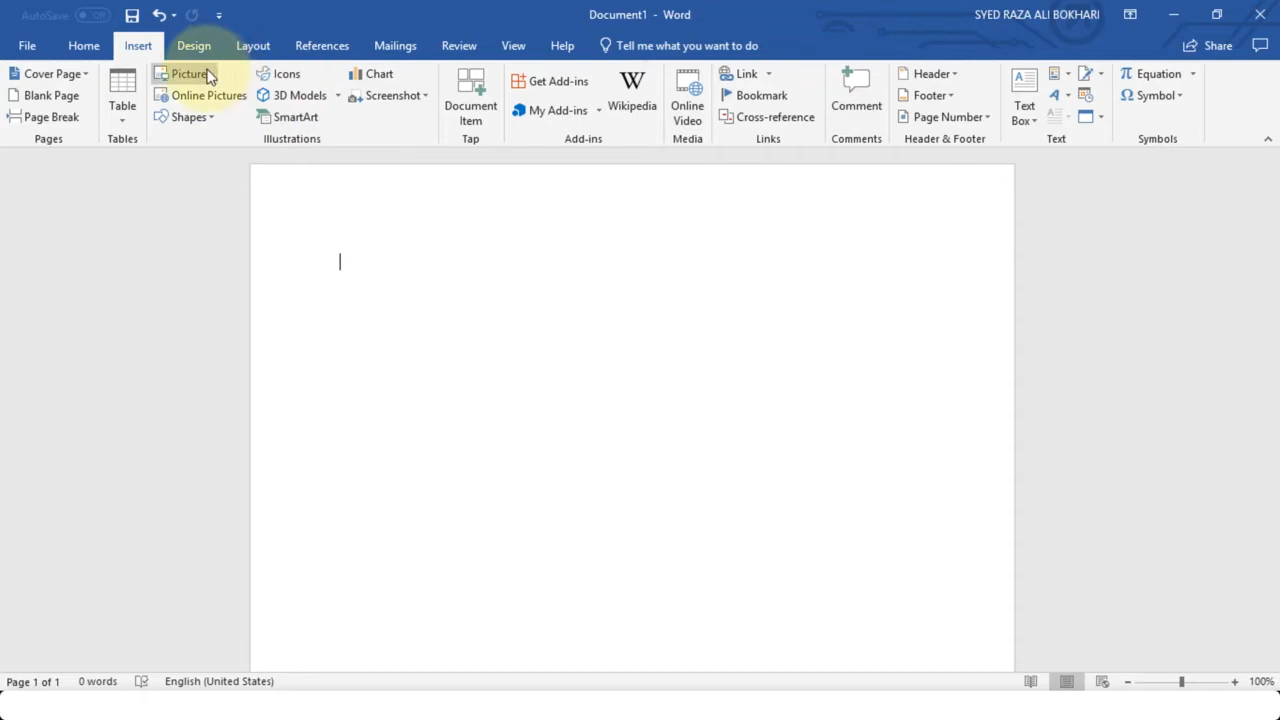 AutoSave Off
Document1 - Word
SYED RAZA ALI BOKHARI
File Home Insert Design Layout References Mailings Review View Help Tell me what you want to do Share
Cover Page
Blank Page
Page Break
Pages
Table
Tables
Pictures
Online Pictures
Shapes
Icons
3D Models
SmartArt
Chart
Screenshot
Illustrations
Document
Item
Tap
Get Add-ins
My Add-ins
Wikipedia
Add-ins
Online
Video
Media
Link
Bookmark
Cross-reference
Links
Comment
Comments
Header
Footer
Page Number
Header & Footer
Text
Box
Text
Equation
Symbol
Symbols
Page 1 of 1 0 words English (United States) 100%